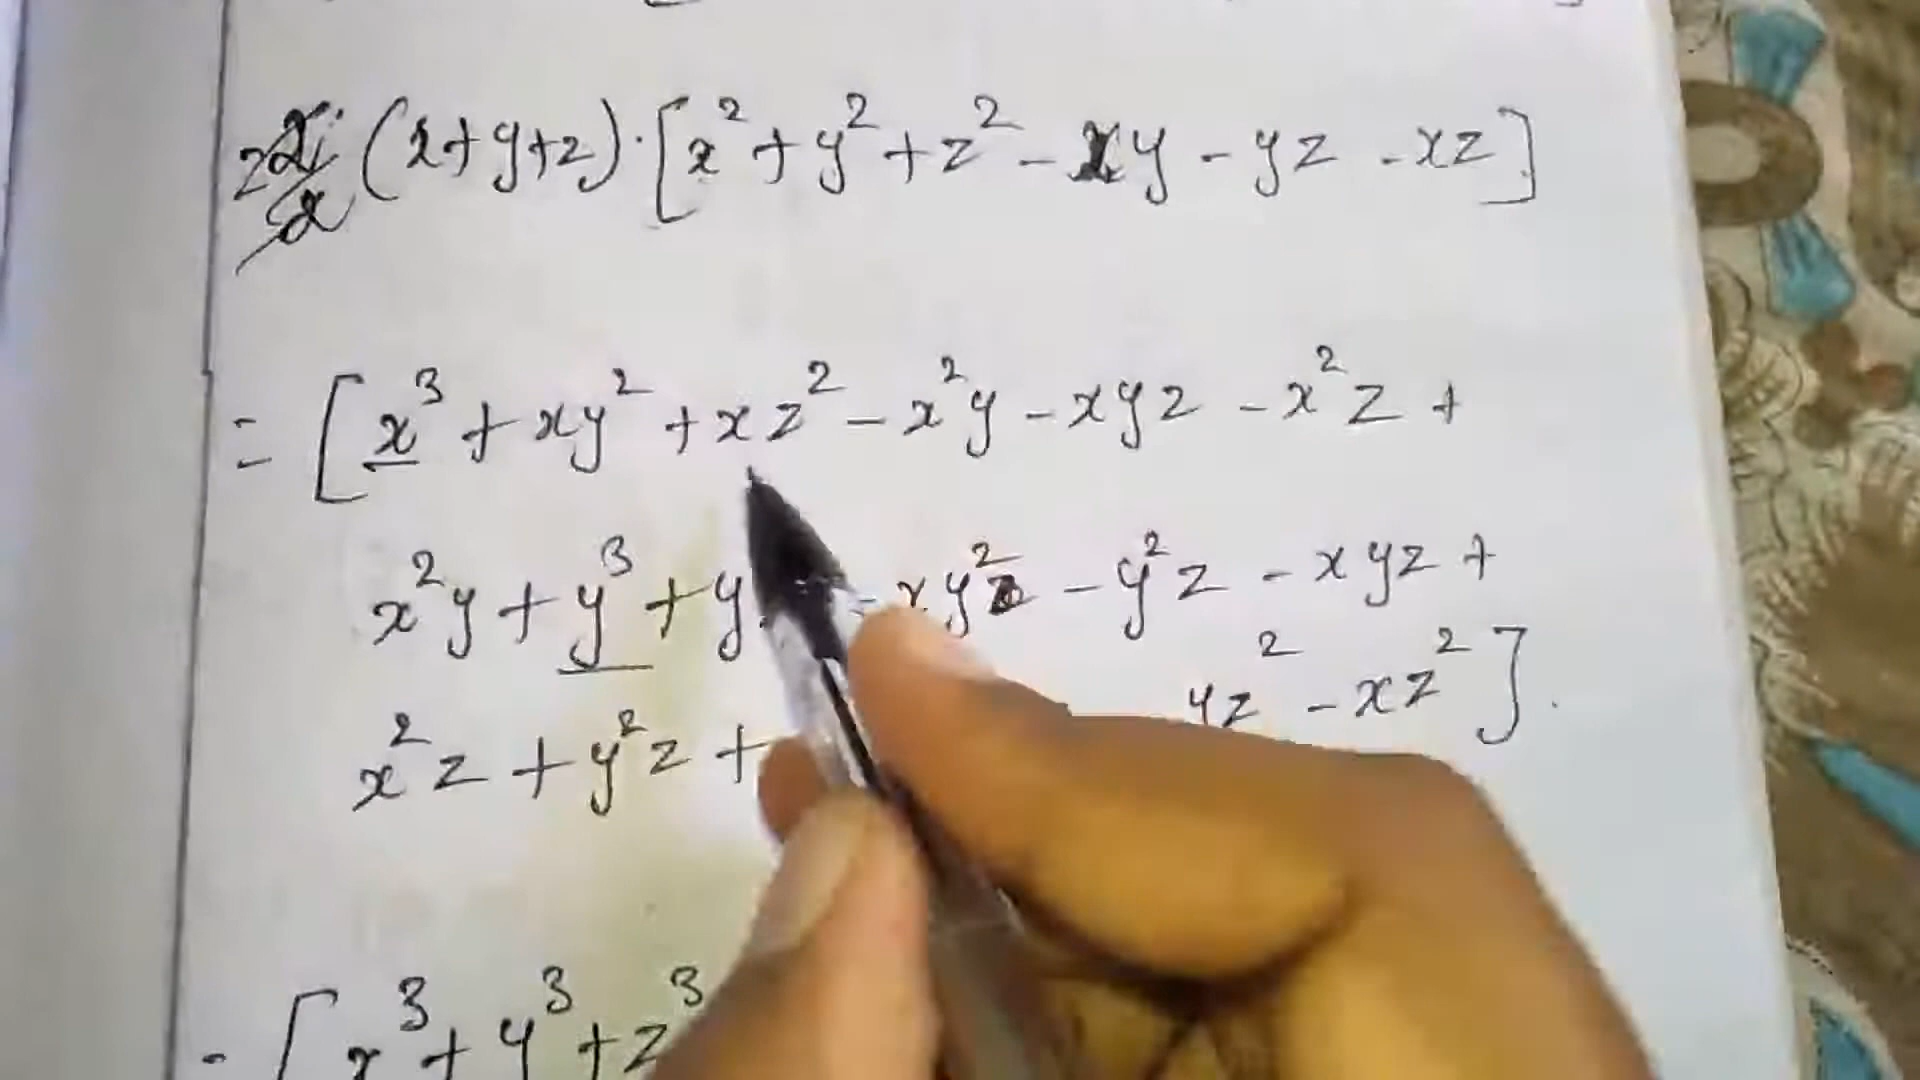 (x+y+z)·[x²+y²+z² - xy - yz - xz]
= [x³ + xy² + xz² - x²y - xyz - x²z +
x²y + y³ + y - xy² - y²z - xyz +
x²z + y²z + yz² - xz²].
= [x³ + y³ + z³